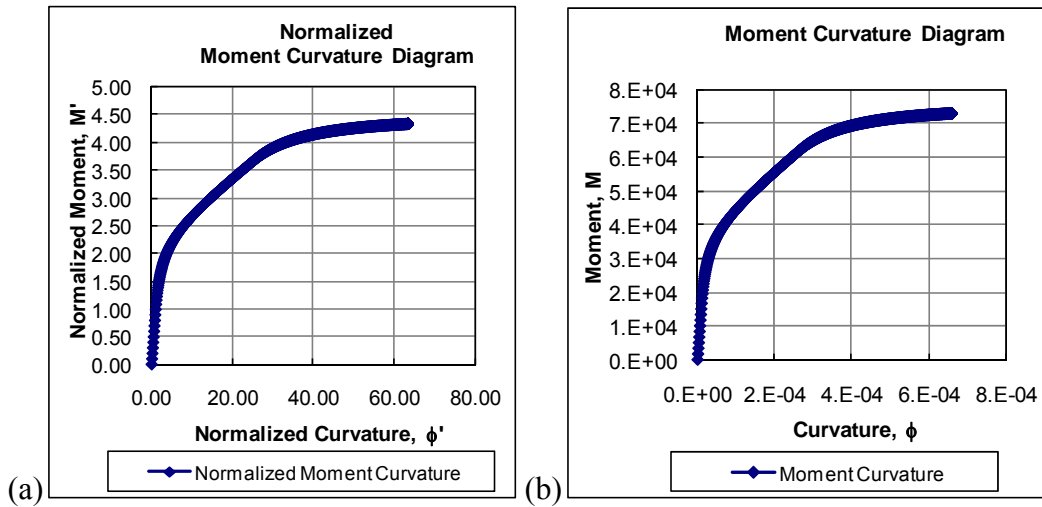 Normalized
Moment Curvature Diagram
Normalized Moment, M'
5.00
4.50
4.00
3.50
3.00
2.50
2.00
1.50
1.00
0.50
0.00
0.00 20.00 40.00 60.00 80.00
Normalized Curvature, ϕ'
Normalized Moment Curvature
(a)
Moment Curvature Diagram
Moment, M
8.E+04
7.E+04
6.E+04
5.E+04
4.E+04
3.E+04
2.E+04
1.E+04
0.E+00
0.E+00 2.E-04 4.E-04 6.E-04 8.E-04
Curvature, ϕ
Moment Curvature
(b)